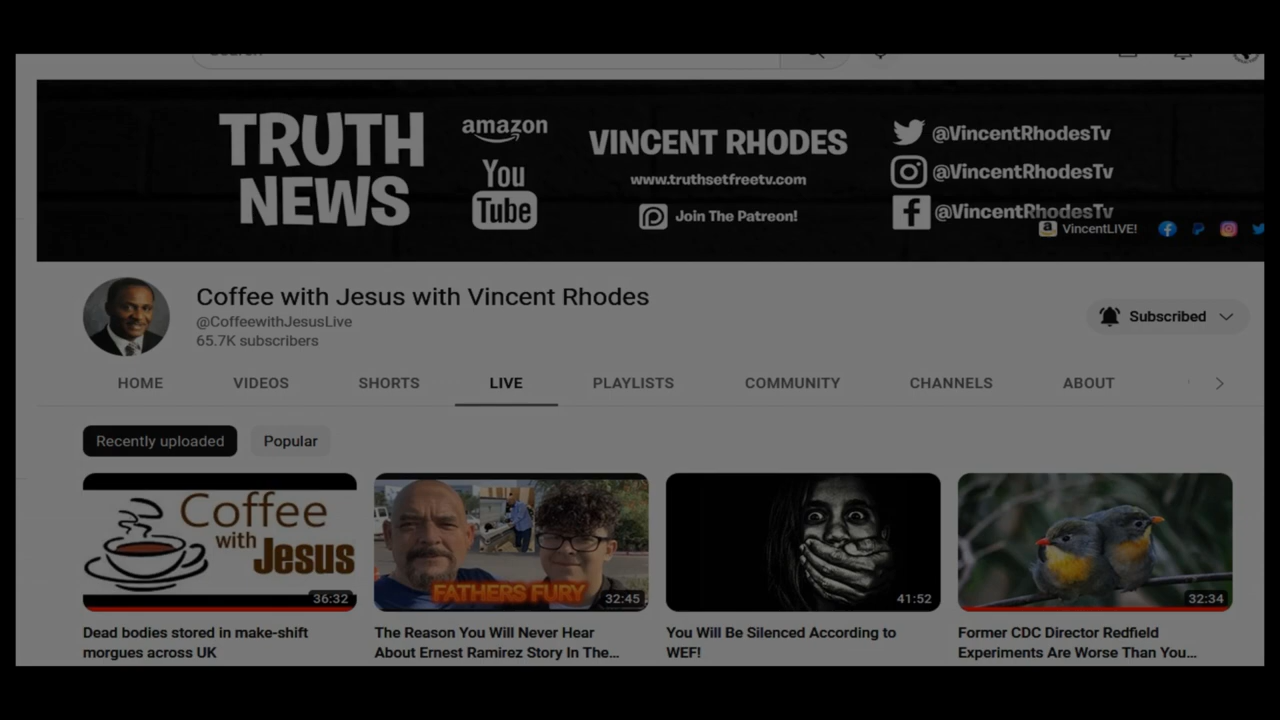 TRUTH
NEWS
amazon
You
Tube
VINCENT RHODES
www.truthsetfreetv.com
Join The Patreon!
@VincentRhodesTv
@VincentRhodesTv
@VincentRhodesTv
VincentLIVE!
Coffee with Jesus with Vincent Rhodes
@CoffeewithJesusLive
65.7K subscribers
Subscribed
HOME VIDEOS SHORTS LIVE PLAYLISTS COMMUNITY CHANNELS ABOUT
Recently uploaded Popular
Coffee
with
Jesus
36:32
FATHERS FURY
32:45
41:52
32:34
Dead bodies stored in make-shift
morgues across UK
The Reason You Will Never Hear
About Ernest Ramirez Story In The...
You Will Be Silenced According to
WEF!
Former CDC Director Redfield
Experiments Are Worse Than You...